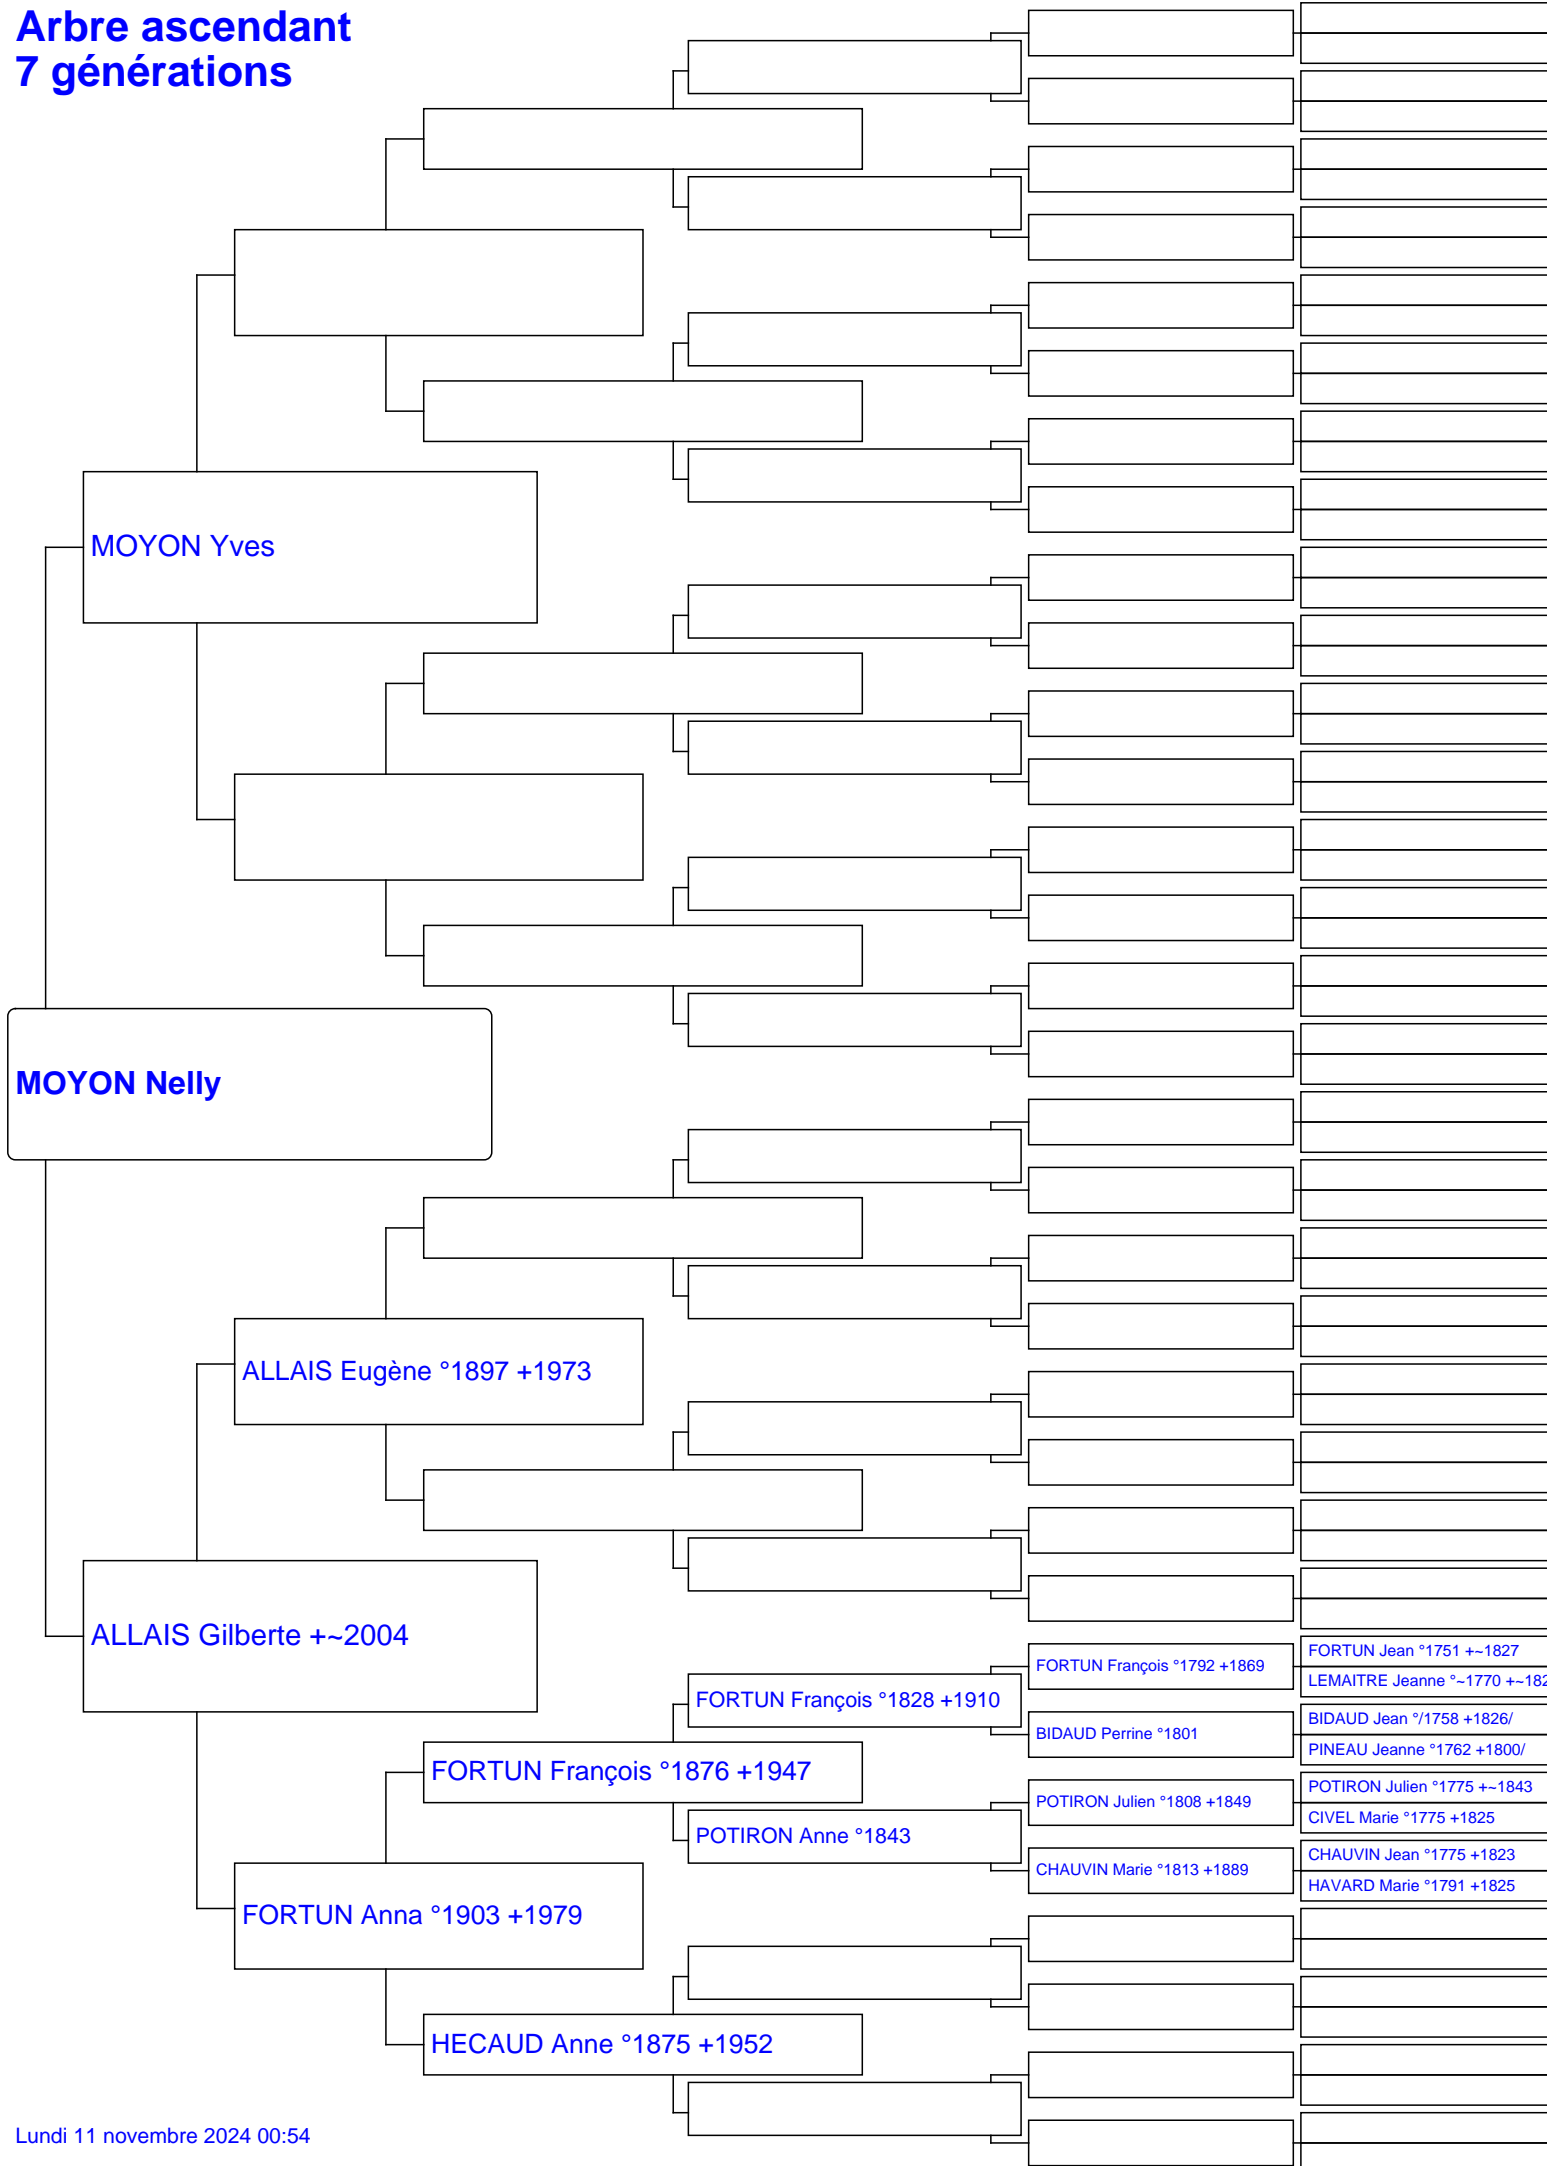 Arbre ascendant
7 générations
MOYON Yves
MOYON Nelly
ALLAIS Eugène °1897 +1973
ALLAIS Gilberte +~2004
FORTUN François °1792 +1869
FORTUN Jean °1751 +~1827
LEMAITRE Jeanne °~1770 +~182
FORTUN François °1828 +1910
BIDAUD Perrine °1801
BIDAUD Jean °/1758 +1826/
PINEAU Jeanne °1762 +1800/
FORTUN François °1876 +1947
POTIRON Julien °1808 +1849
POTIRON Julien °1775 +~1843
CIVEL Marie °1775 +1825
POTIRON Anne °1843
CHAUVIN Marie °1813 +1889
CHAUVIN Jean °1775 +1823
HAVARD Marie °1791 +1825
FORTUN Anna °1903 +1979
HECAUD Anne °1875 +1952
Lundi 11 novembre 2024 00:54